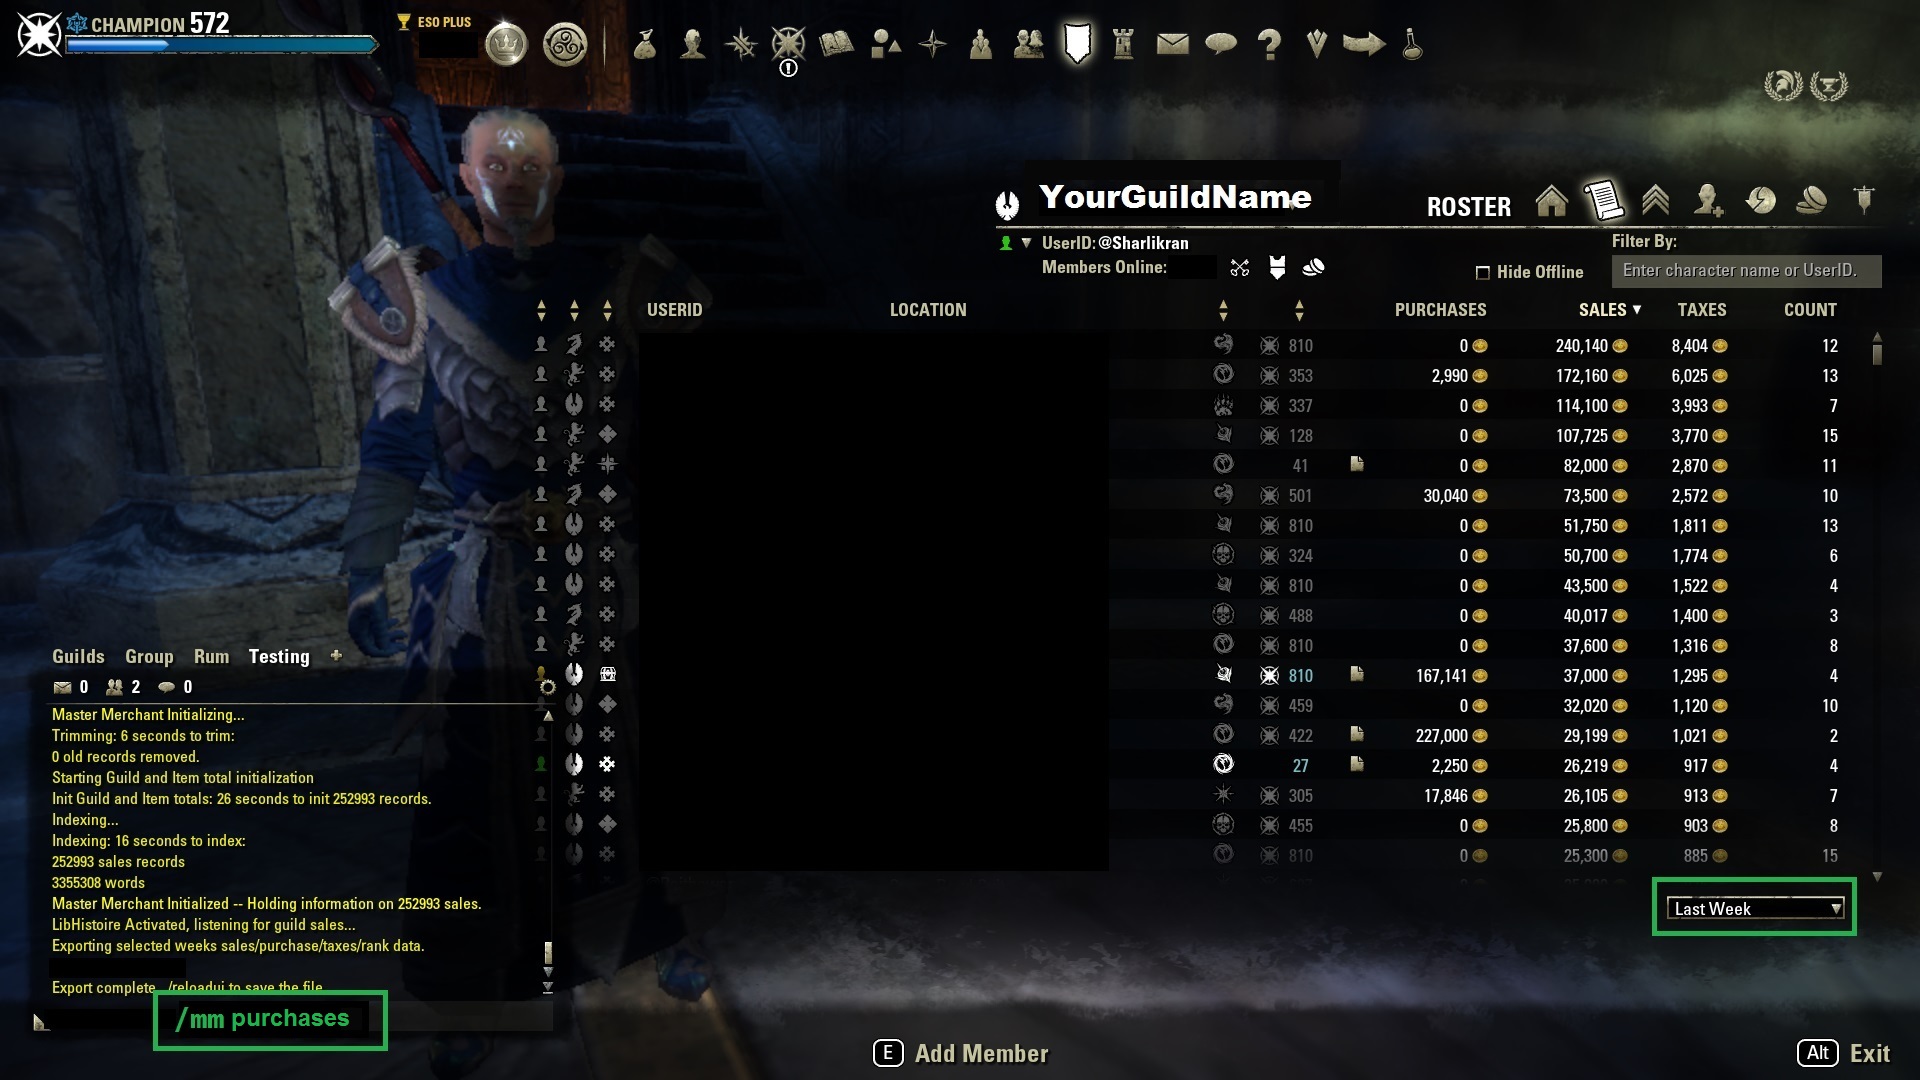 CHAMPION 572
ESO PLUS
YourGuildName
ROSTER
UserID: @Sharlikran
Members Online:
Hide Offline
Filter By:
Enter character name or UserID.
USERID LOCATION PURCHASES SALES TAXES COUNT
810 0 240,140 8,404 12
353 2,990 172,160 6,025 13
337 0 114,100 3,993 7
128 0 107,725 3,770 15
41 0 82,000 2,870 11
501 30,040 73,500 2,572 10
810 0 51,750 1,811 13
324 0 50,700 1,774 6
810 0 43,500 1,522 4
488 0 40,017 1,400 3
810 0 37,600 1,316 8
810 167,141 37,000 1,295 4
459 0 32,020 1,120 10
422 227,000 29,199 1,021 2
27 2,250 26,219 917 4
305 17,846 26,105 913 7
455 0 25,800 903 8
810 0 25,300 885 15
Last Week
Guilds Group Rum Testing +
0 2 0
Master Merchant Initializing...
Trimming: 6 seconds to trim:
0 old records removed.
Starting Guild and Item total initialization
Init Guild and Item totals: 26 seconds to init 252993 records.
Indexing...
Indexing: 16 seconds to index:
252993 sales records
3355308 words
Master Merchant Initialized -- Holding information on 252993 sales.
LibHistoire Activated, listening for guild sales...
Exporting selected weeks sales/purchase/taxes/rank data.
Export complete. /reloadui to save the file.
/mm purchases
E Add Member
Alt Exit